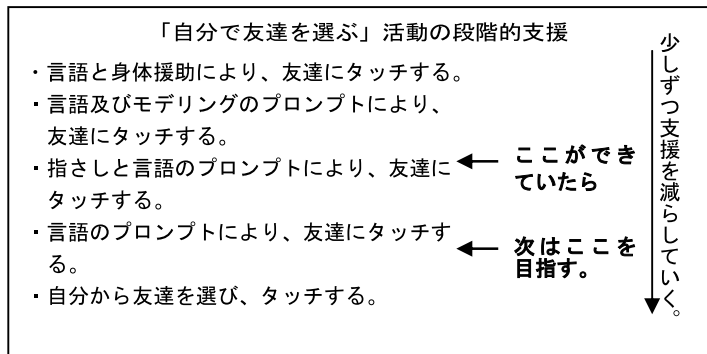 「自分で友達を選ぶ」活動の段階的支援
・言語と身体援助により、友達にタッチする。
・言語及びモデリングのプロンプトにより、
友達にタッチする。
・指さしと言語のプロンプトにより、友達に
タッチする。
・言語のプロンプトにより、友達にタッチす
る。
・自分から友達を選び、タッチする。
ここができ
ていたら
次はここを
目指す。
少しずつ支援を減らしていく。